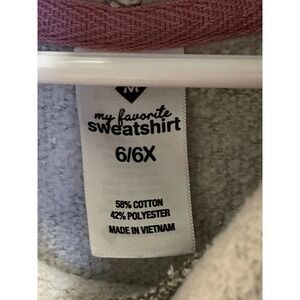 M
my favorite
sweatshirt
6/6X
58% COTTON
42% POLYESTER
MADE IN VIETNAM